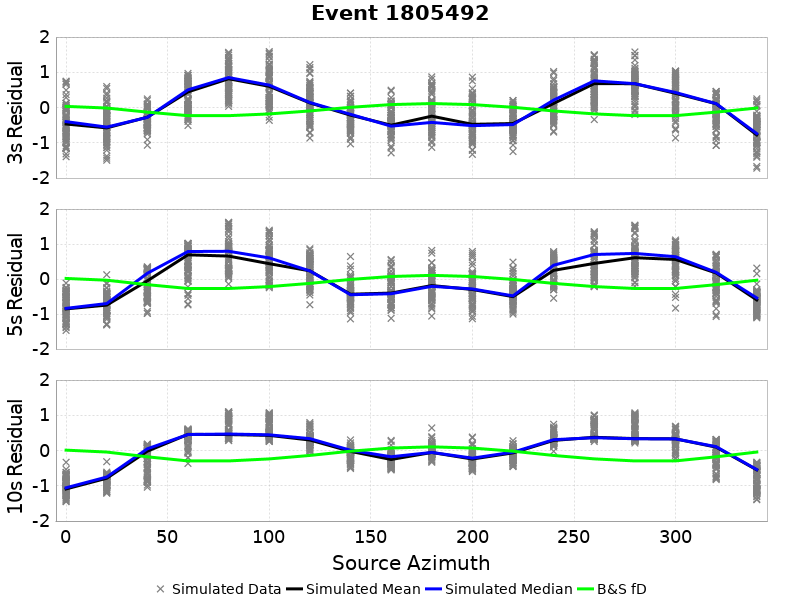 Event 1805492
3s Residual
2
1
0
-1
-2
5s Residual
2
1
0
-1
-2
10s Residual
2
1
0
-1
-2
0 50 100 150 200 250 300
Source Azimuth
Simulated Data Simulated Mean Simulated Median B&S fD